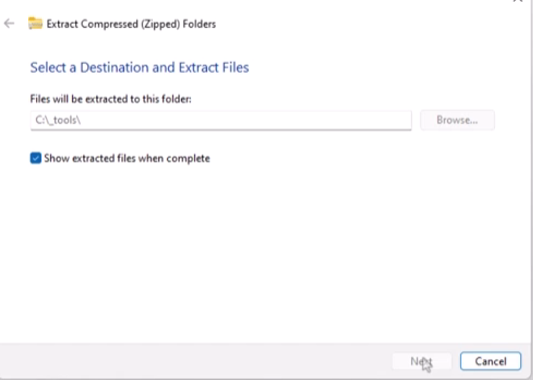 Extract Compressed (Zipped) Folders
Select a Destination and Extract Files
Files will be extracted to this folder:
C:\_tools\
Browse...
Show extracted files when complete
Next
Cancel